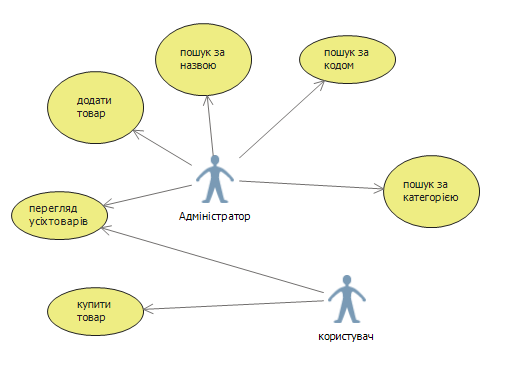 пошук за
назвою
пошук за
кодом
додати
товар
пошук за
категорією
перегляд
усіхтоварів
Адміністратор
купити
товар
користувач